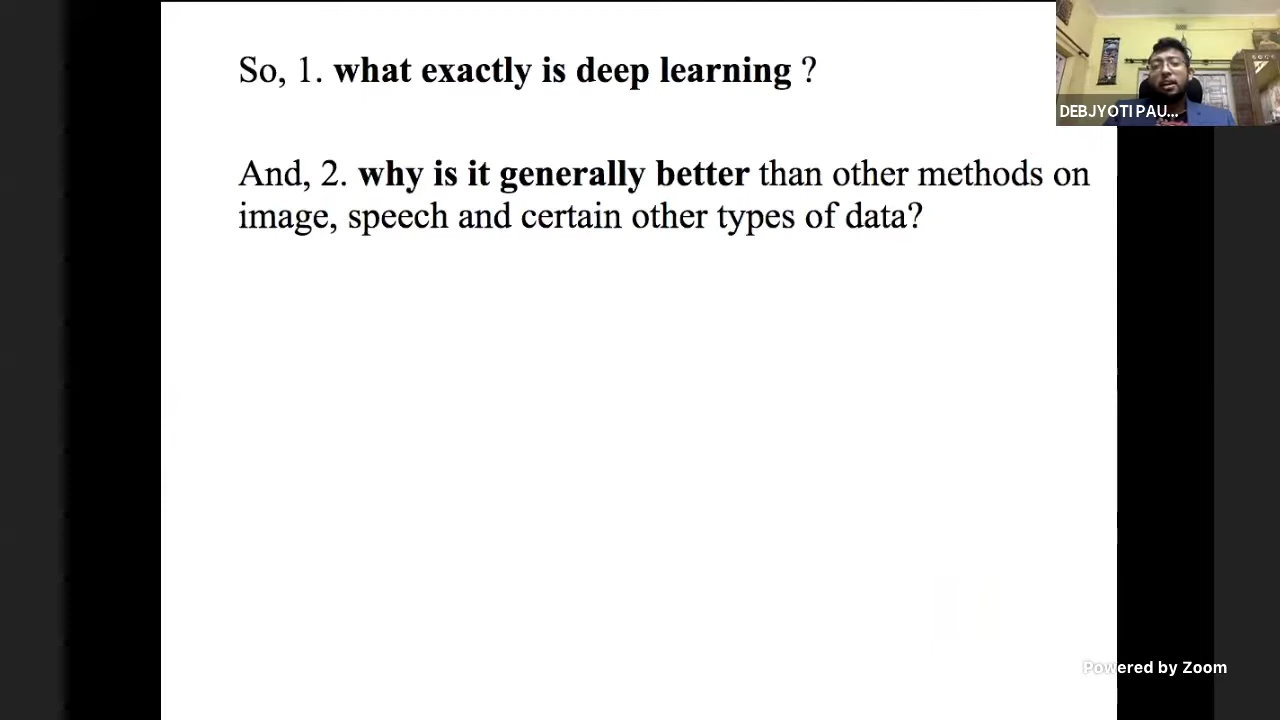 So, 1. what exactly is deep learning ?
And, 2. why is it generally better than other methods on
image, speech and certain other types of data?
DEBJYOTI PAU...
Powered by Zoom